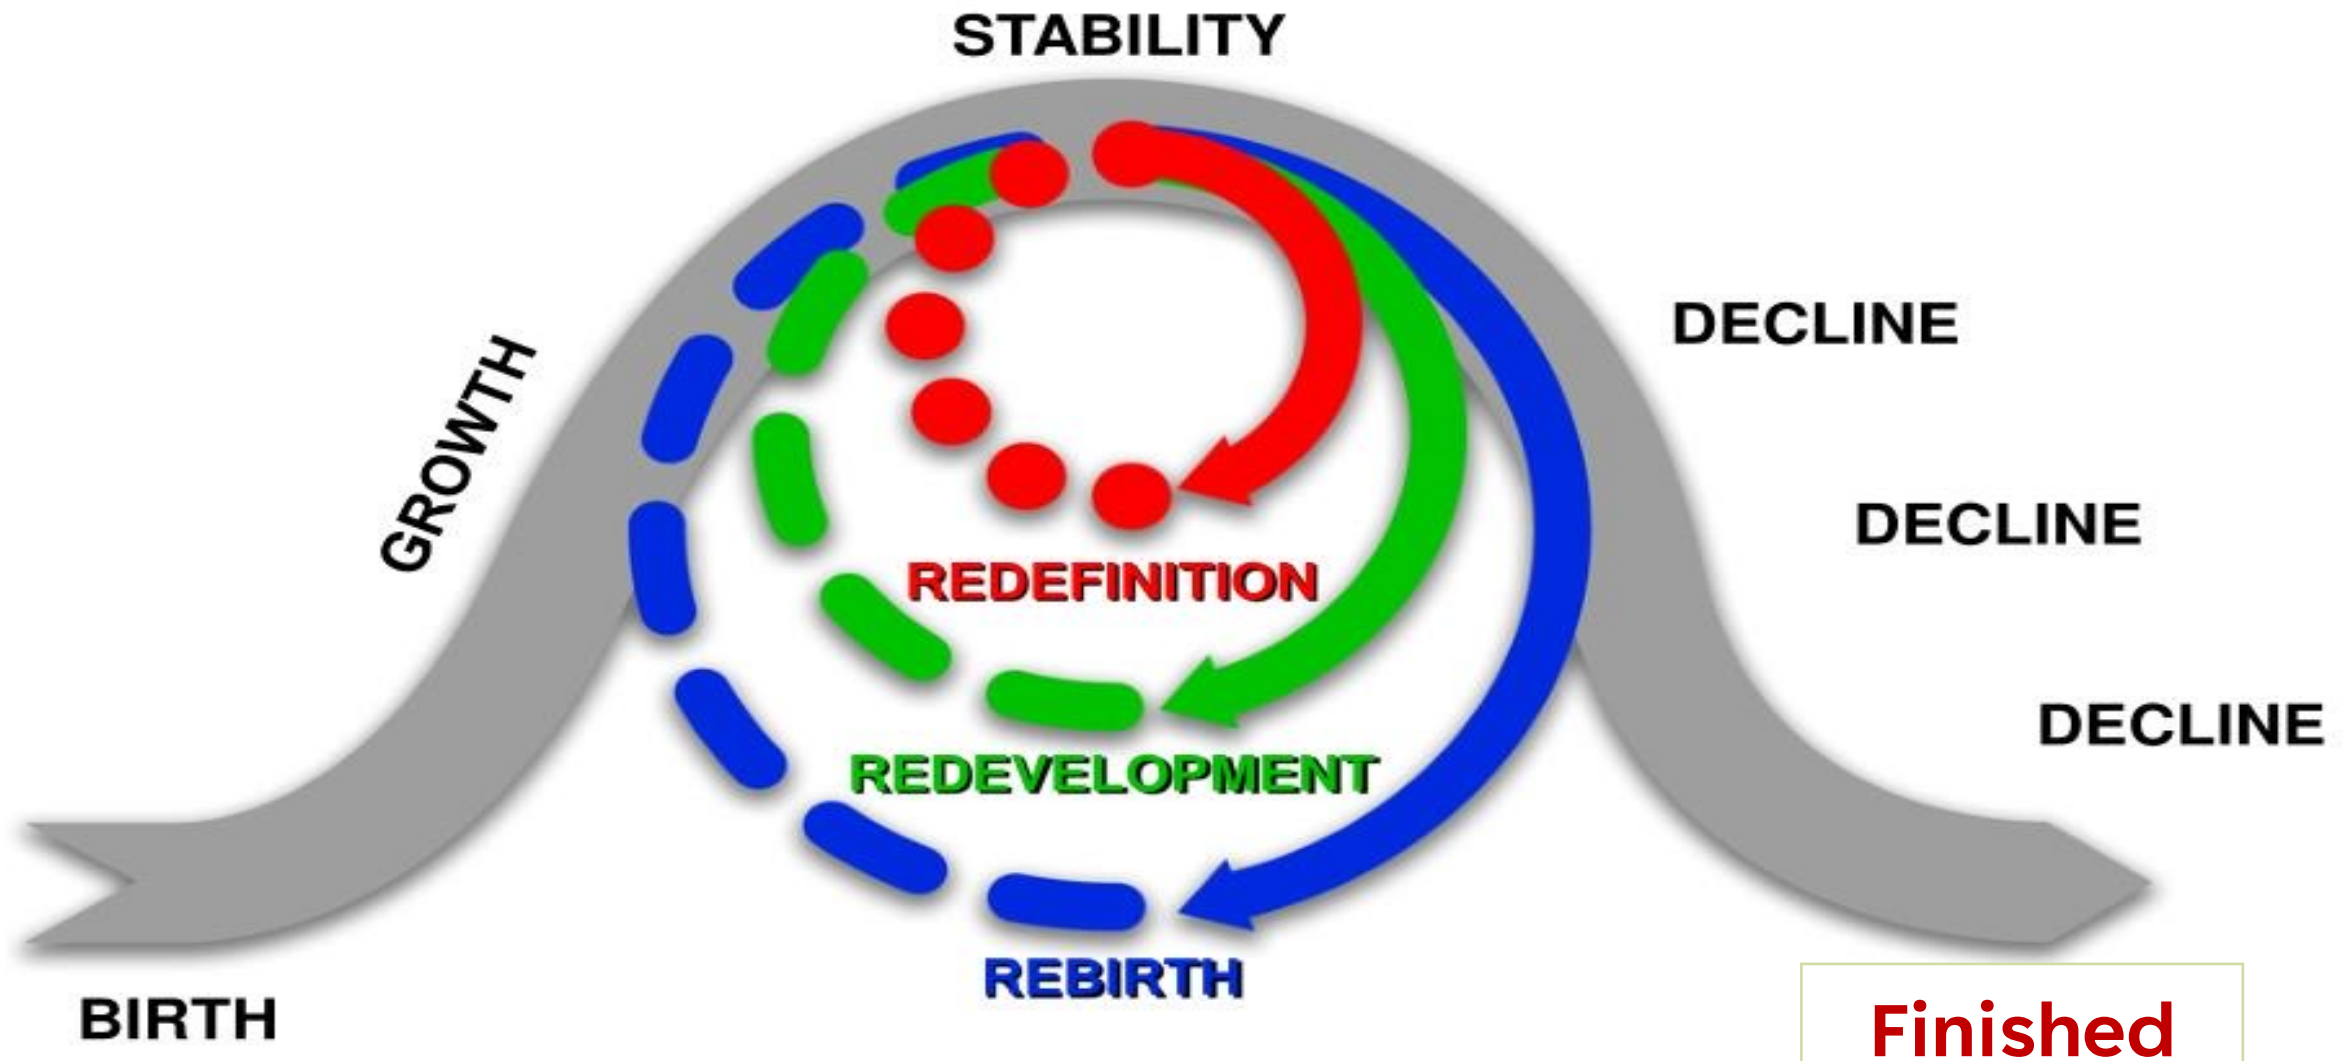 STABILITY
DECLINE
GROWTH
DECLINE
REDEFINITION
DECLINE
REDEVELOPMENT
REBIRTH
BIRTH
Finished